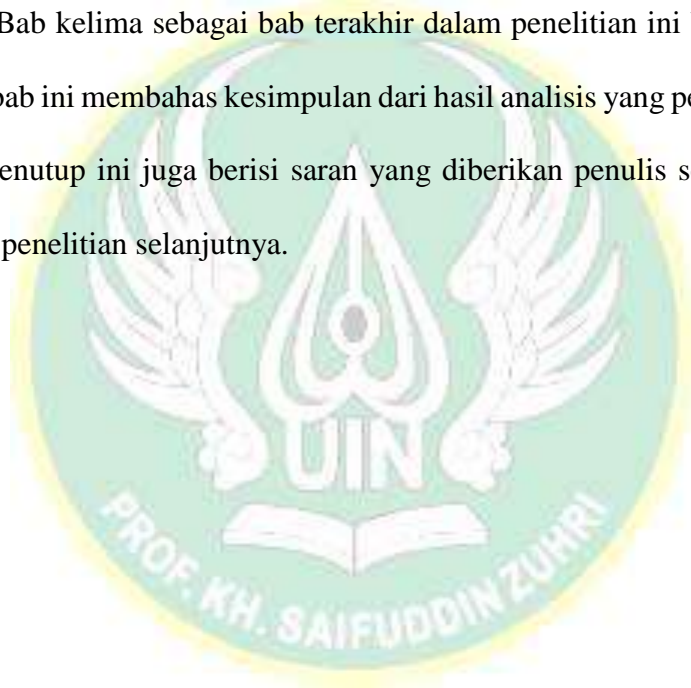 Bab kelima sebagai bab terakhir dalam penelitian ini
bab ini membahas kesimpulan dari hasil analisis yang
enutup ini juga berisi saran yang diberikan penulis
penelitian selanjutnya.
UIN
PROF. KH. SAIFUDDIN ZUHRI